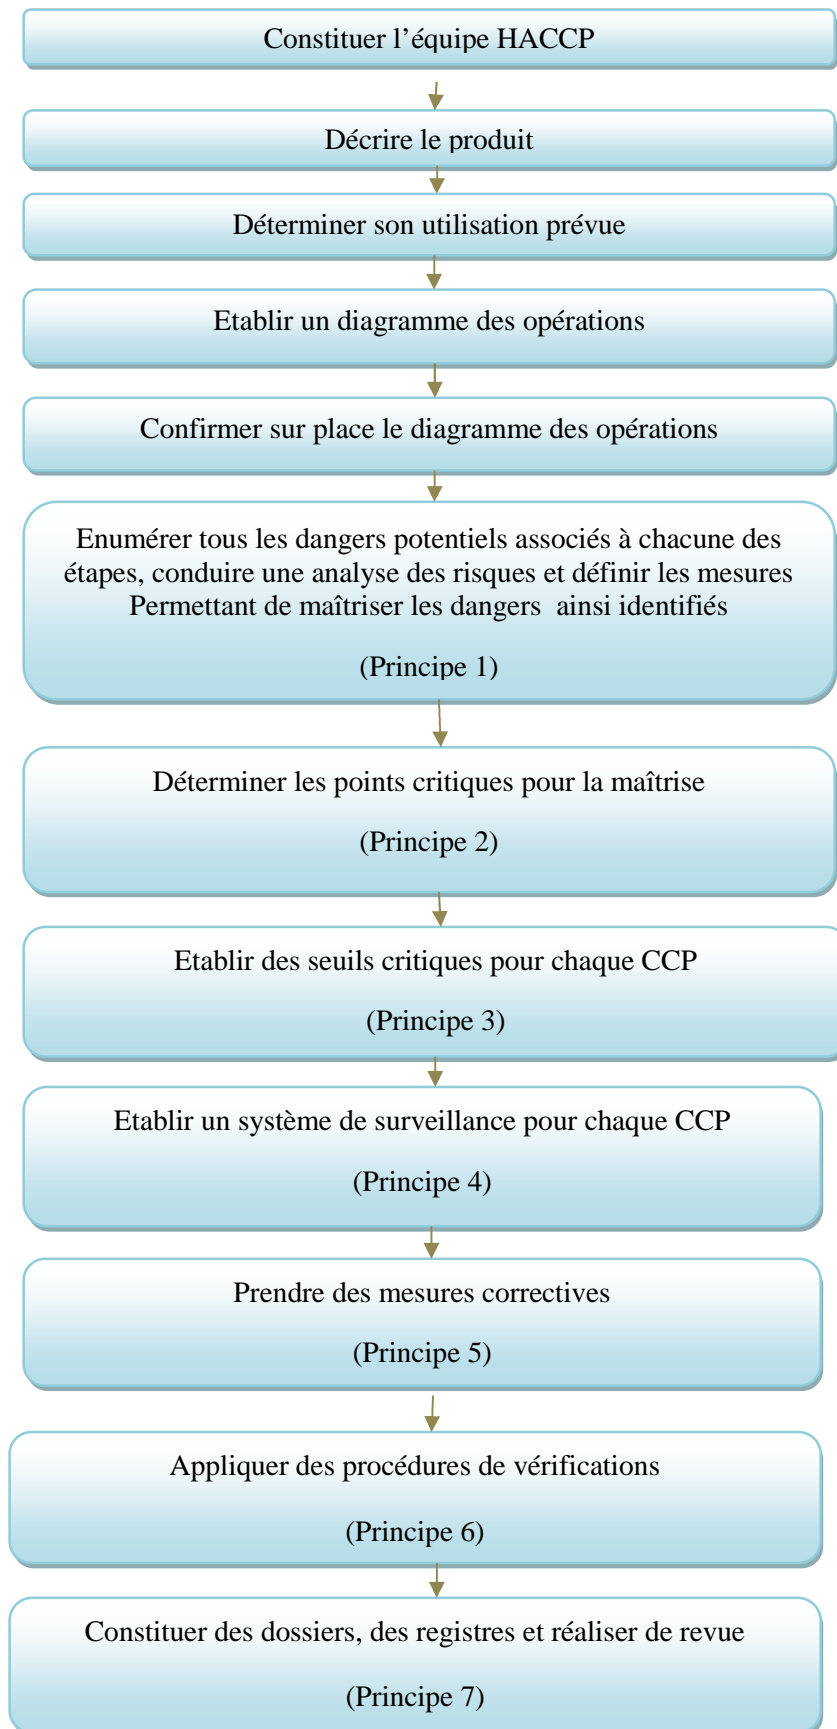 Constituer l’équipe HACCP
Décrire le produit
Déterminer son utilisation prévue
Etablir un diagramme des opérations
Confirmer sur place le diagramme des opérations
Enumérer tous les dangers potentiels associés à chacune des
étapes, conduire une analyse des risques et définir les mesures
Permettant de maîtriser les dangers ainsi identifiés
(Principe 1)
Déterminer les points critiques pour la maîtrise
(Principe 2)
Etablir des seuils critiques pour chaque CCP
(Principe 3)
Etablir un système de surveillance pour chaque CCP
(Principe 4)
Prendre des mesures correctives
(Principe 5)
Appliquer des procédures de vérifications
(Principe 6)
Constituer des dossiers, des registres et réaliser de revue
(Principe 7)